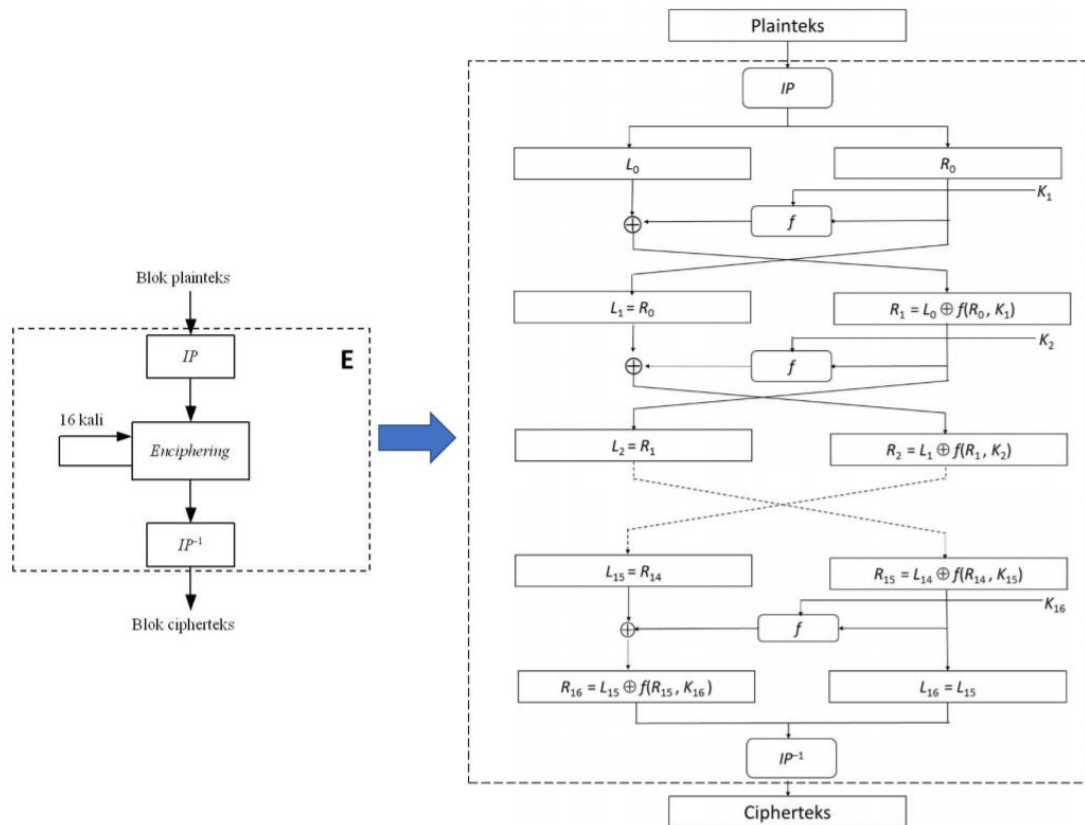 Blok plainteks
IP
E
16 kali
Enciphering
IP⁻¹
Blok cipherteks
Plainteks
IP
L₀
R₀
K₁
f
⊕
L₁ = R₀
R₁ = L₀ ⊕ f(R₀, K₁)
K₂
f
⊕
L₂ = R₁
R₂ = L₁ ⊕ f(R₁, K₂)
L₁₅ = R₁₄
R₁₅ = L₁₄ ⊕ f(R₁₄, K₁₅)
K₁₆
f
⊕
R₁₆ = L₁₅ ⊕ f(R₁₅, K₁₆)
L₁₆ = L₁₅
IP⁻¹
Cipherteks